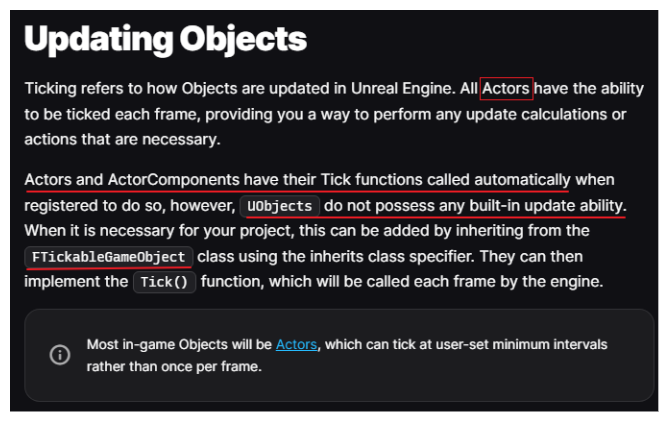 Updating Objects
Ticking refers to how Objects are updated in Unreal Engine. All Actors have the ability
to be ticked each frame, providing you a way to perform any update calculations or
actions that are necessary.
Actors and ActorComponents have their Tick functions called automatically when
registered to do so, however, UObjects do not possess any built-in update ability.
When it is necessary for your project, this can be added by inheriting from the
FTickableGameObject class using the inherits class specifier. They can then
implement the Tick() function, which will be called each frame by the engine.
Most in-game Objects will be Actors, which can tick at user-set minimum intervals
rather than once per frame.